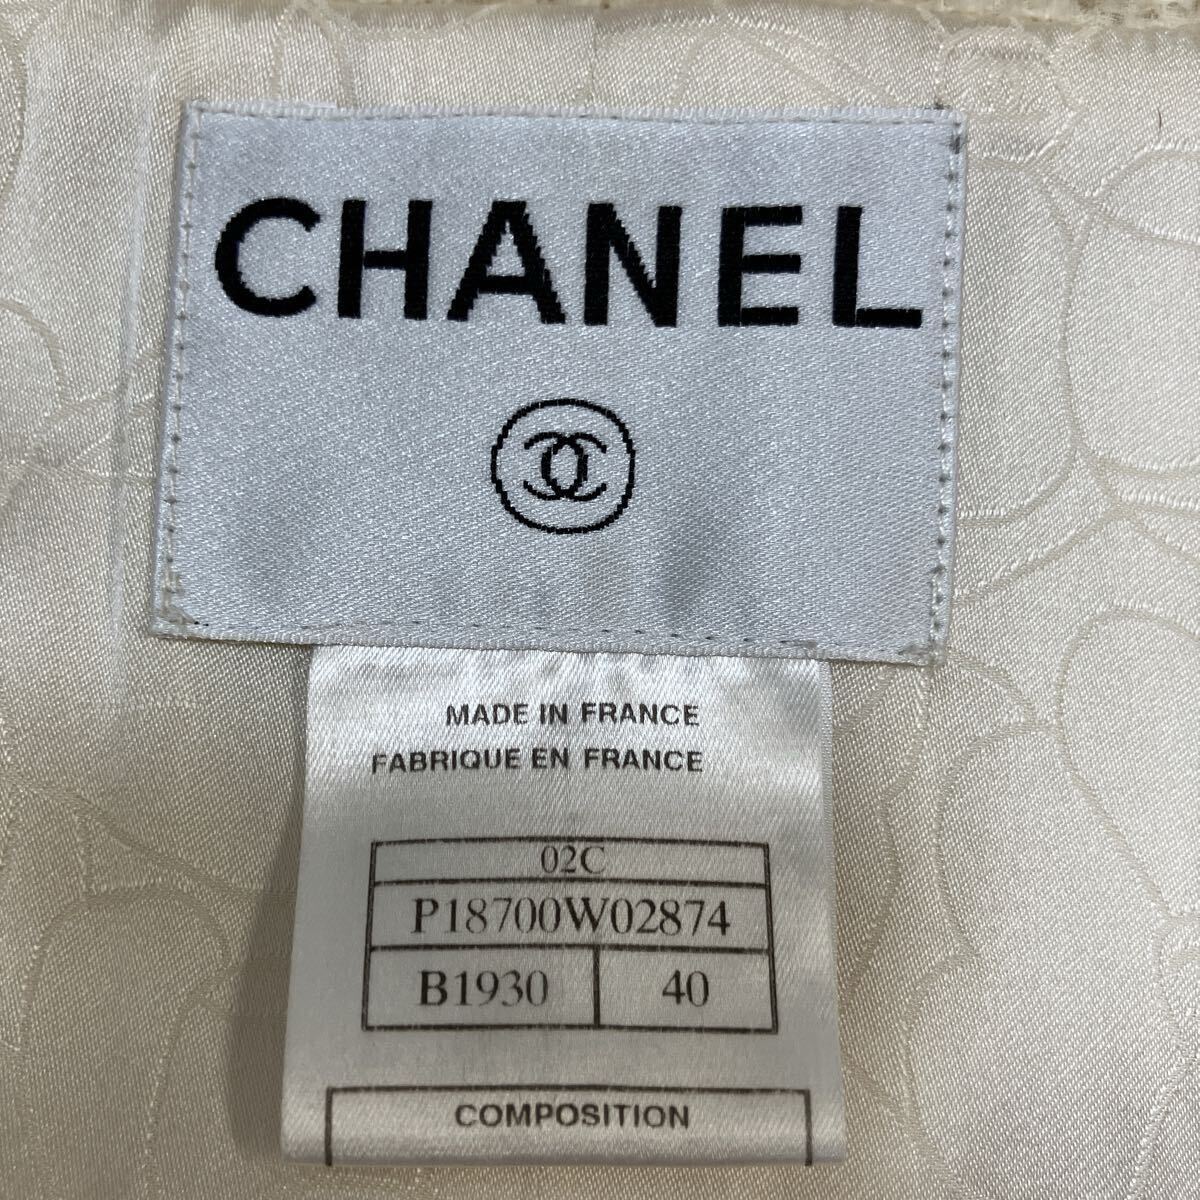 CHANEL
MADE IN FRANCE
FABRIQUE EN FRANCE
02C
P18700W02874
B1930 40
COMPOSITION